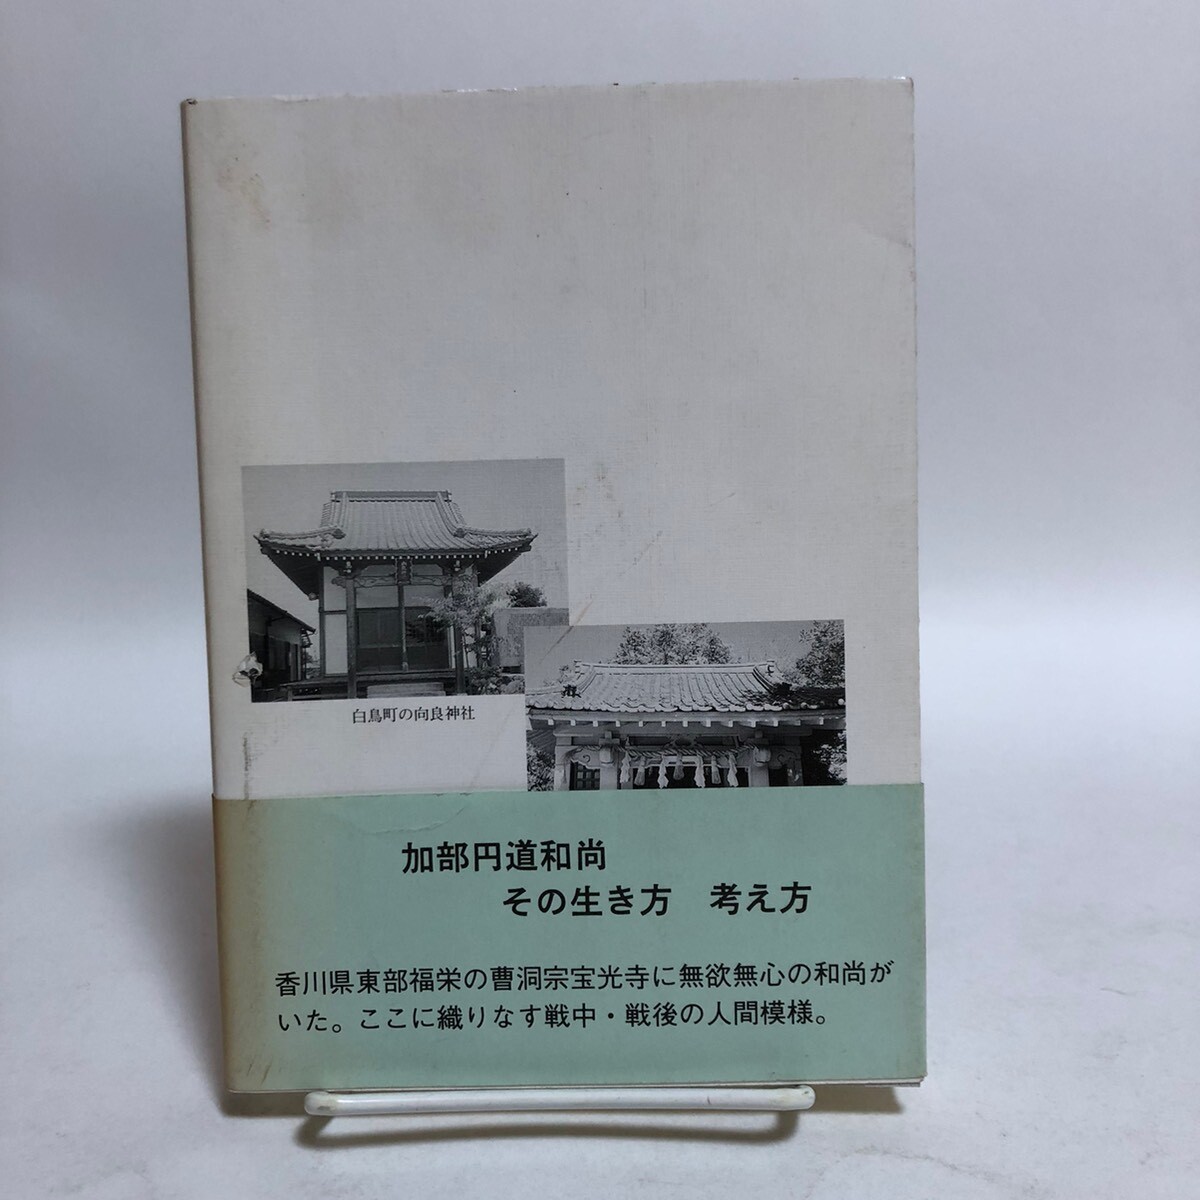 白鳥町の向良神社
加部円道和尚
その生き方　考え方
香川県東部福栄の曹洞宗宝光寺に無欲無心の和尚が
いた。ここに織りなす戦中・戦後の人間模様。